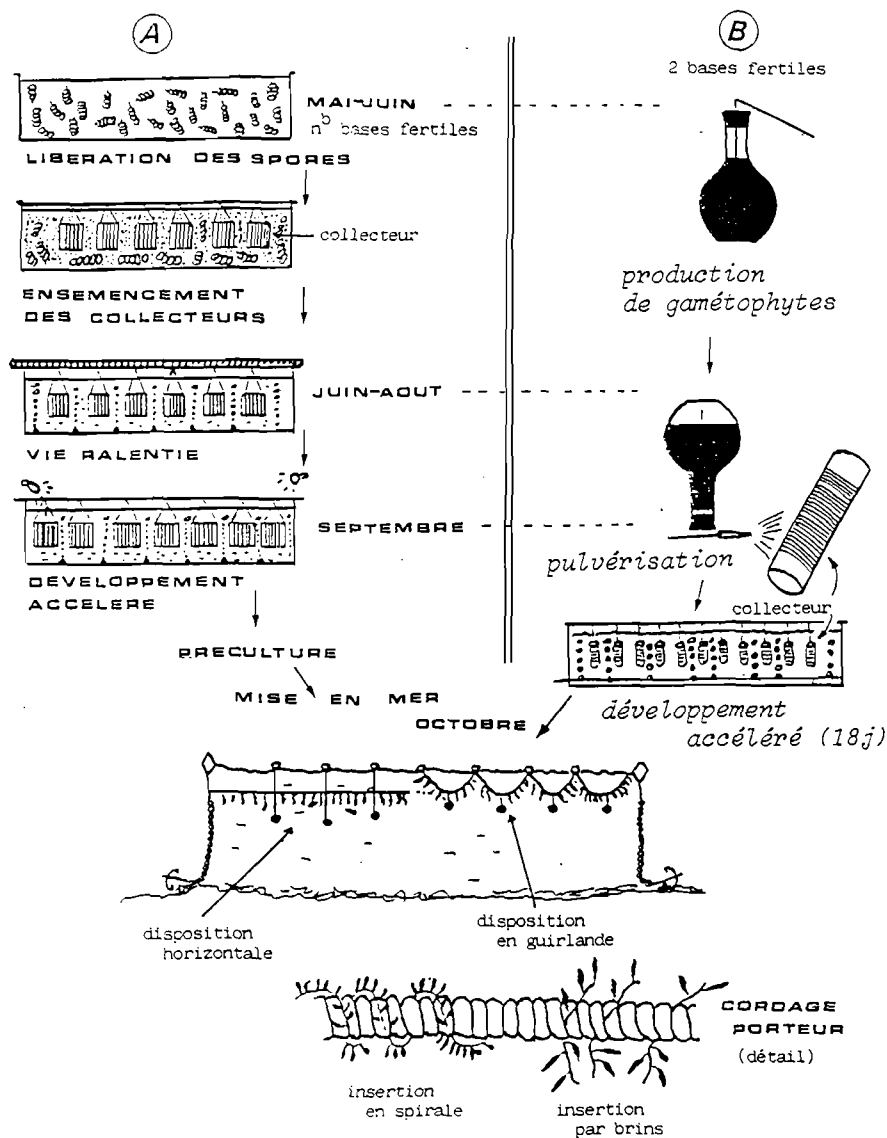 A
B
2 bases fertiles
MAI-JUIN
nb bases fertiles
LIBERATION DES SPORES
collecteur
production
de gamétophytes
ENSEMENCEMENT
DES COLLECTEURS
JUIN-AOUT
VIE RALENTIE
SEPTEMBRE
pulvérisation
DEVELOPPEMENT
ACCELERE
collecteur
PRECULTURE
MISE EN MER
OCTOBRE
développement
accéléré (18j)
disposition
horizontale
disposition
en guirlande
CORDAGE
PORTEUR
(détail)
insertion
en spirale
insertion
par brins